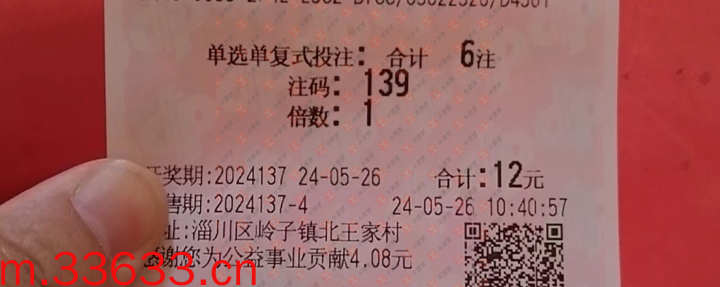 单选单复式投注: 合计 6注
注码: 139
倍数: 1
开奖期:2024137 24-05-26 合计:12元
售期:2024137-4 24-05-26 10:40:57
址:淄川区岭子镇北王家村
感谢您为公益事业贡献4.08元
m.33633.cn